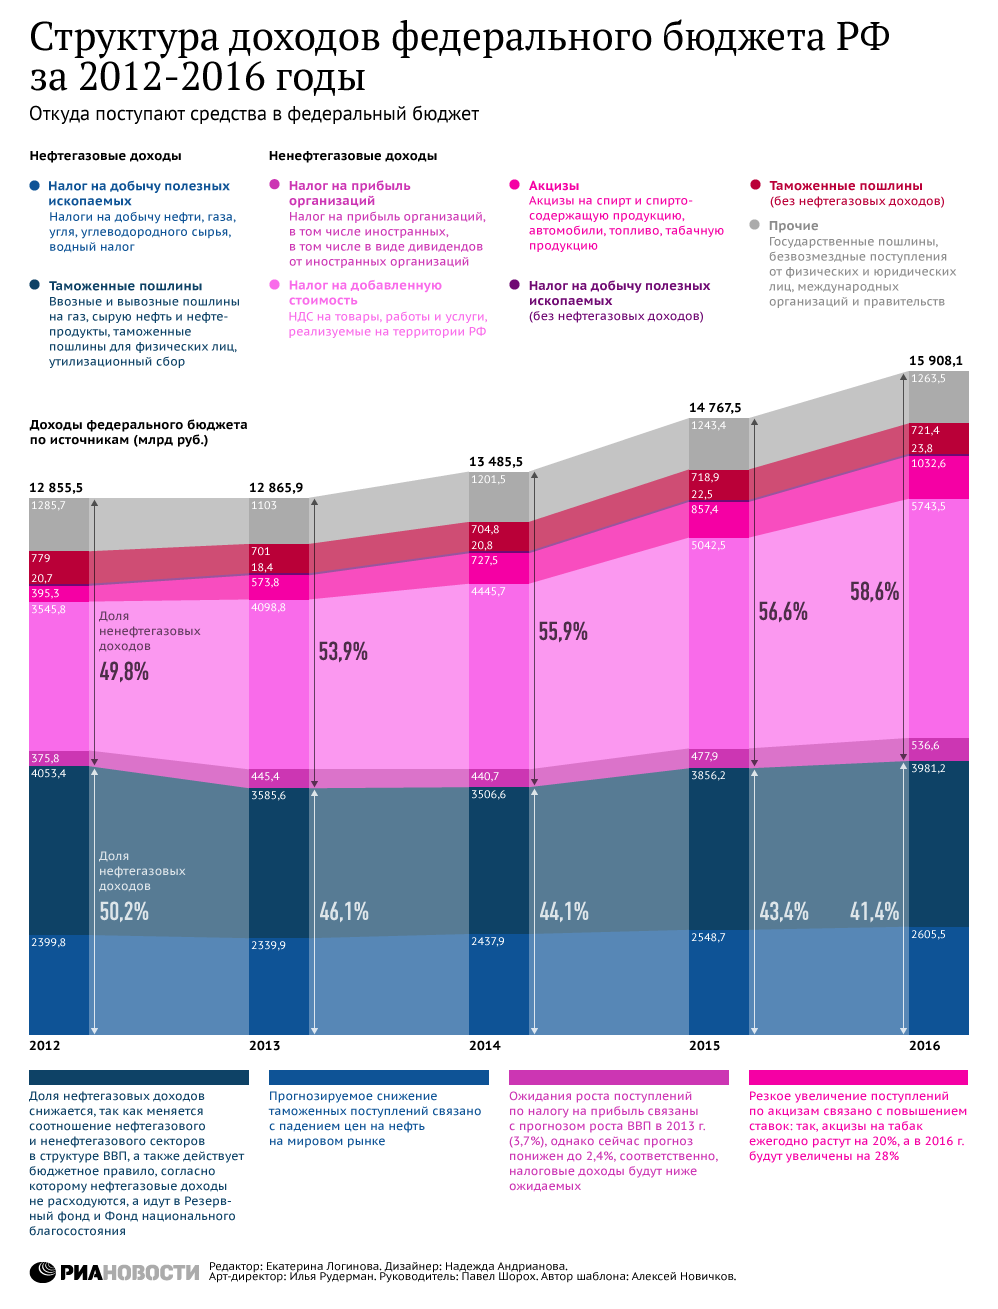 Структура доходов федерального бюджета РФ
за 2012-2016 годы
Откуда поступают средства в федеральный бюджет
Нефтегазовые доходы
Налог на добычу полезных
ископаемых
Налоги на добычу нефти, газа,
угля, углеводородного сырья,
водный налог
Таможенные пошлины
Ввозные и вывозные пошлины
на газ, сырую нефть и нефте-
продукты, таможенные
пошлины для физических лиц,
утилизационный сбор
Ненефтегазовые доходы
Налог на прибыль
организаций
Налог на прибыль организаций,
в том числе иностранных,
в том числе в виде дивидендов
от иностранных организаций
Налог на добавленную
стоимость
НДС на товары, работы и услуги,
реализуемые на территории РФ
Акцизы
Акцизы на спирт и спирто-
содержащую продукцию,
автомобили, топливо, табачную
продукцию
Налог на добычу полезных
ископаемых
(без нефтегазовых доходов)
Таможенные пошлины
(без нефтегазовых доходов)
Прочие
Государственные пошлины,
безвозмездные поступления
от физических и юридических
лиц, международных
организаций и правительств
Доходы федерального бюджета
по источникам (млрд руб.)
12 855,5
1285,7
779
20,7
395,3
3545,8
375,8
4053,4
2399,8
2012
Доля
ненефтегазовых
доходов
49,8%
Доля
нефтегазовых
доходов
50,2%
12 865,9
1103
701
18,4
573,8
4098,8
445,4
3585,6
2339,9
2013
53,9%
46,1%
13 485,5
1201,5
704,8
20,8
727,5
4445,7
440,7
3506,6
2437,9
2014
55,9%
44,1%
14 767,5
1243,4
718,9
22,5
857,4
5042,5
477,9
3856,2
2548,7
2015
56,6%
43,4%
58,6%
41,4%
15 908,1
1263,5
721,4
23,8
1032,6
5743,5
536,6
3981,2
2605,5
2016
Доля нефтегазовых доходов
снижается, так как меняется
соотношение нефтегазового
и ненефтегазового секторов
в структуре ВВП, а также действует
бюджетное правило, согласно
которому нефтегазовые доходы
не расходуются, а идут в Резерв-
ный фонд и Фонд национального
благосостояния
Прогнозируемое снижение
таможенных поступлений связано
с падением цен на нефть
на мировом рынке
Ожидания роста поступлений
по налогу на прибыль связаны
с прогнозом роста ВВП в 2013 г.
(3,7%), однако сейчас прогноз
понижен до 2,4%, соответственно,
налоговые доходы будут ниже
ожидаемых
Резкое увеличение поступлений
по акцизам связано с повышением
ставок: так, акцизы на табак
ежегодно растут на 20%, а в 2016 г.
будут увеличены на 28%
РИАНОВОСТИ
Редактор: Екатерина Логинова. Дизайнер: Надежда Андрианова.
Арт-директор: Илья Рудерман. Руководитель: Павел Шорох. Автор шаблона: Алексей Новичков.